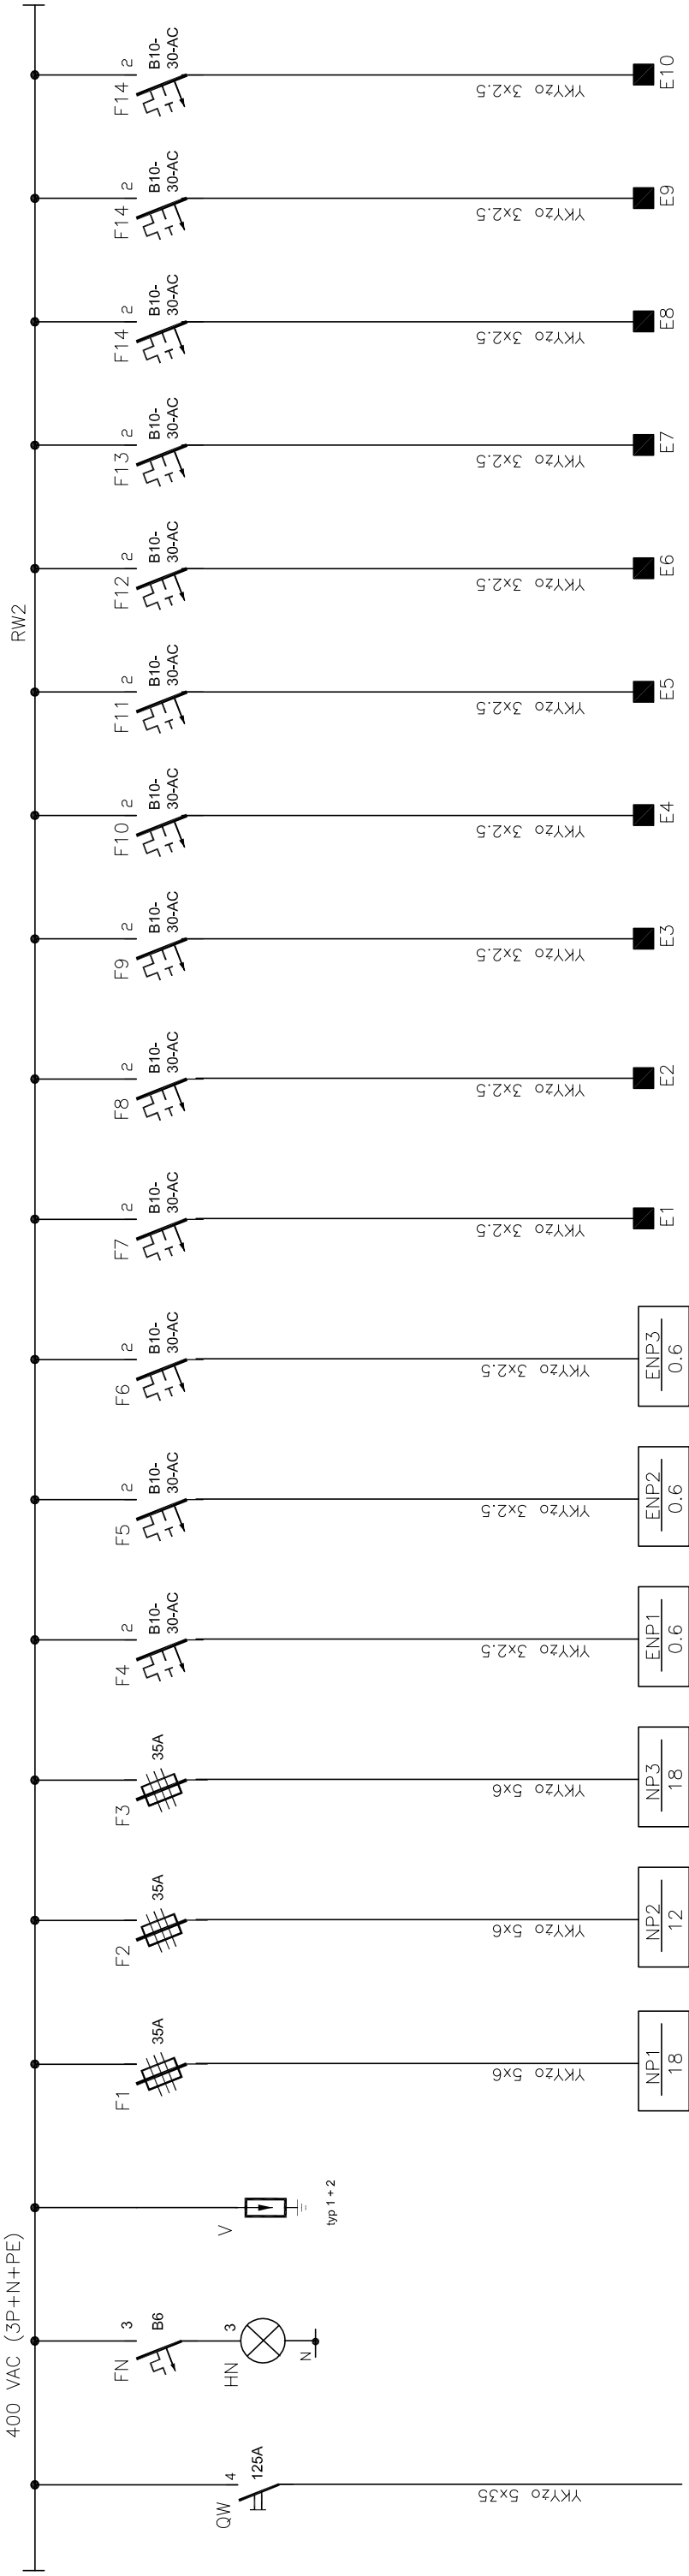 400 VAC (3P+N+PE)
RW2
QW
4
125A
YKYżo 5x35
FN
3
B6
HN
3
N
V
typ 1 + 2
F1
35A
YKYżo 5x6
NP1
18
F2
35A
YKYżo 5x6
NP2
12
F3
35A
YKYżo 5x6
NP3
18
F4
2
B10-
30-AC
YKYżo 3x2.5
ENP1
0.6
F5
2
B10-
30-AC
YKYżo 3x2.5
ENP2
0.6
F6
2
B10-
30-AC
YKYżo 3x2.5
ENP3
0.6
F7
2
B10-
30-AC
YKYżo 3x2.5
E1
F8
2
B10-
30-AC
YKYżo 3x2.5
E2
F9
2
B10-
30-AC
YKYżo 3x2.5
E3
F10
2
B10-
30-AC
YKYżo 3x2.5
E4
F11
2
B10-
30-AC
YKYżo 3x2.5
E5
F12
2
B10-
30-AC
YKYżo 3x2.5
E6
F13
2
B10-
30-AC
YKYżo 3x2.5
E7
F14
2
B10-
30-AC
YKYżo 3x2.5
E8
F14
2
B10-
30-AC
YKYżo 3x2.5
E9
F14
2
B10-
30-AC
YKYżo 3x2.5
E10